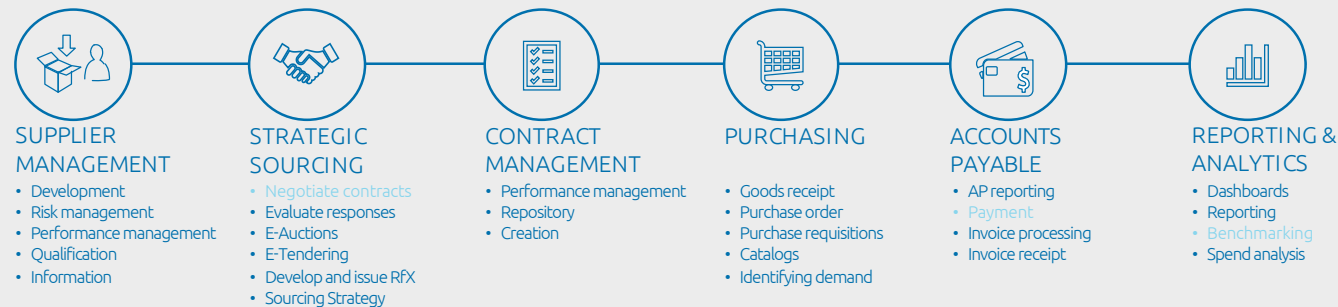 SUPPLIER
MANAGEMENT
• Development
• Risk management
• Performance management
• Qualification
• Information
STRATEGIC
SOURCING
• Negotiate contracts
• Evaluate responses
• E-Auctions
• E-Tendering
• Develop and issue RfX
• Sourcing Strategy
CONTRACT
MANAGEMENT
• Performance management
• Repository
• Creation
PURCHASING
• Goods receipt
• Purchase order
• Purchase requisitions
• Catalogs
• Identifying demand
$
ACCOUNTS
PAYABLE
• AP reporting
• Payment
• Invoice processing
• Invoice receipt
REPORTING &
ANALYTICS
• Dashboards
• Reporting
• Benchmarking
• Spend analysis